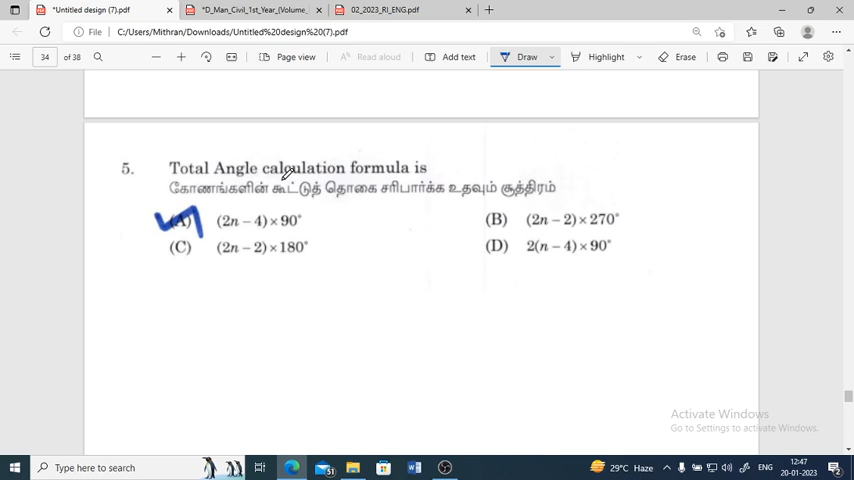 *Untitled design (7).pdf
*D_Man_Civil_1st_Year_(Volume_
02_2023_RI_ENG.pdf
File
C:/Users/Mithran/Downloads/Untitled%20design%20(7).pdf
34 of 38
Page view
Read aloud
Add text
Draw
Highlight
Erase
5. Total Angle calculation formula is
கோணங்களின் கூட்டுத் தொகை சரிபார்க்க உதவும் சூத்திரம்
(A) (2n – 4) × 90° (B) (2n – 2) × 270°
(C) (2n – 2) × 180° (D) 2(n – 4) × 90°
Activate Windows
Go to Settings to activate Windows.
Type here to search
51
29°C Haze
ENG
12:47
20-01-2023
2